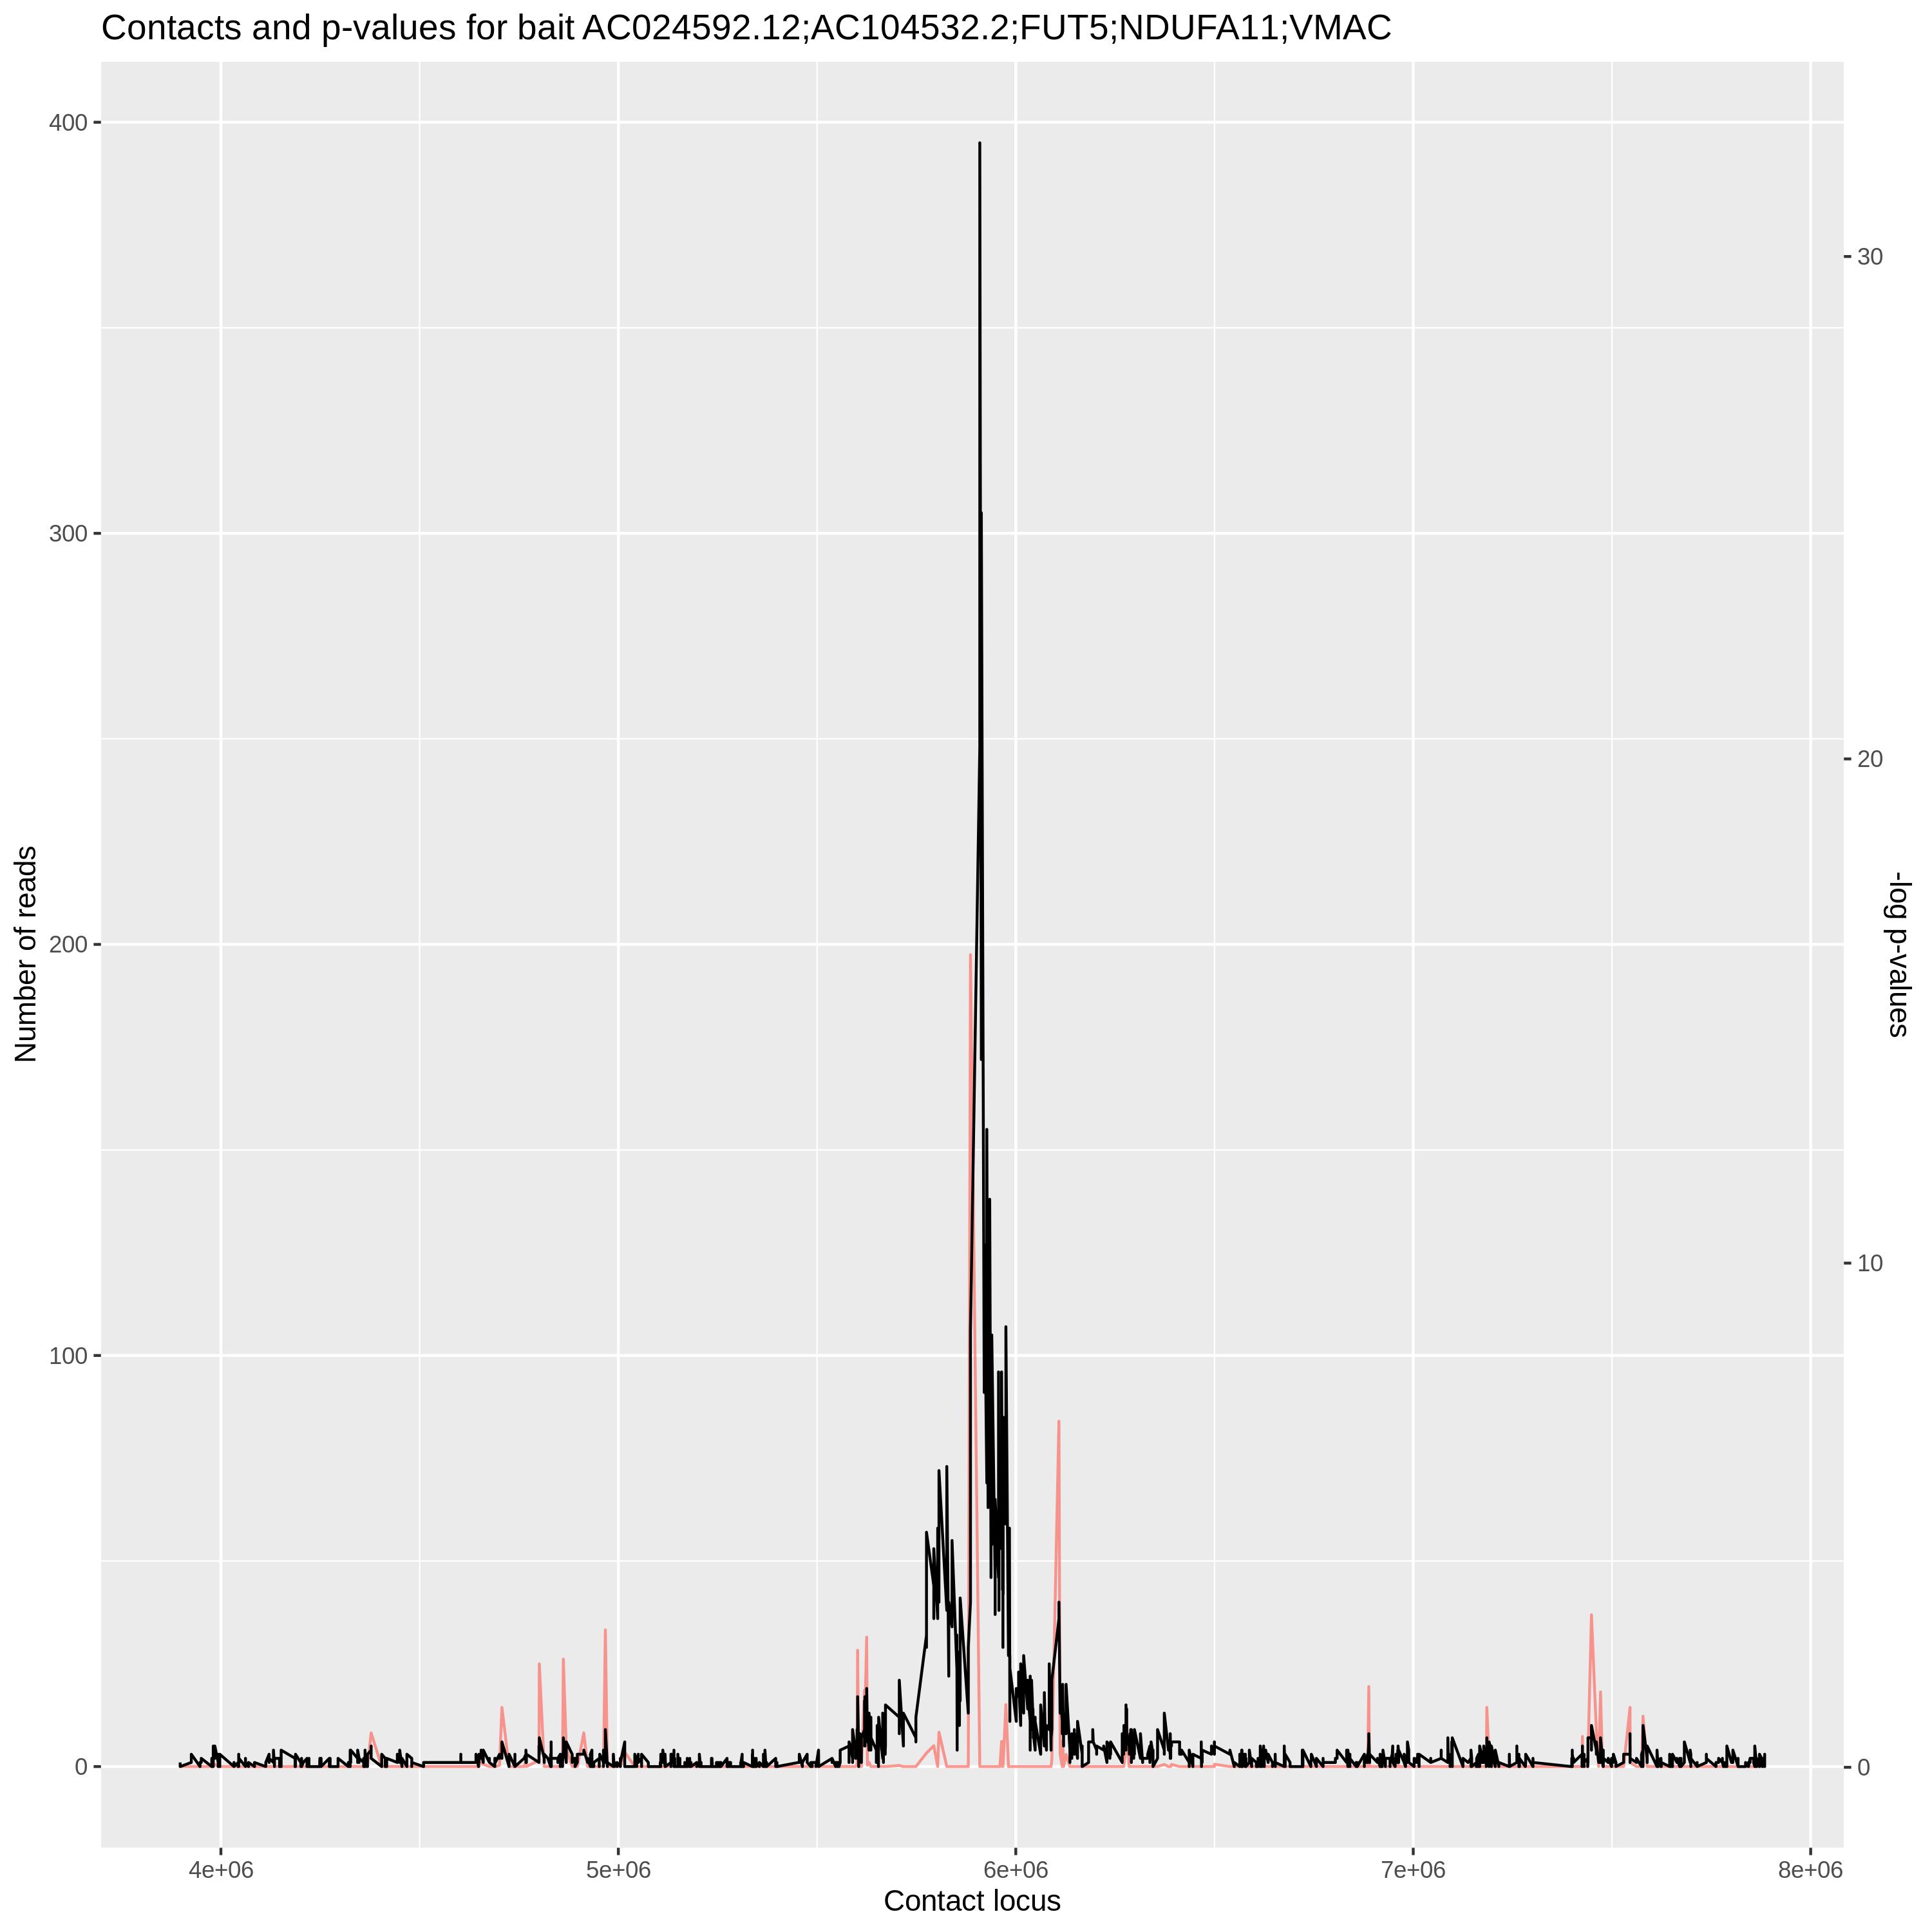 Contacts and p-values for bait AC024592.12;AC104532.2;FUT5;NDUFA11;VMAC
400
300
200
100
0
30
20
10
0
Number of reads
-log p-values
4e+06
5e+06
6e+06
7e+06
8e+06
Contact locus